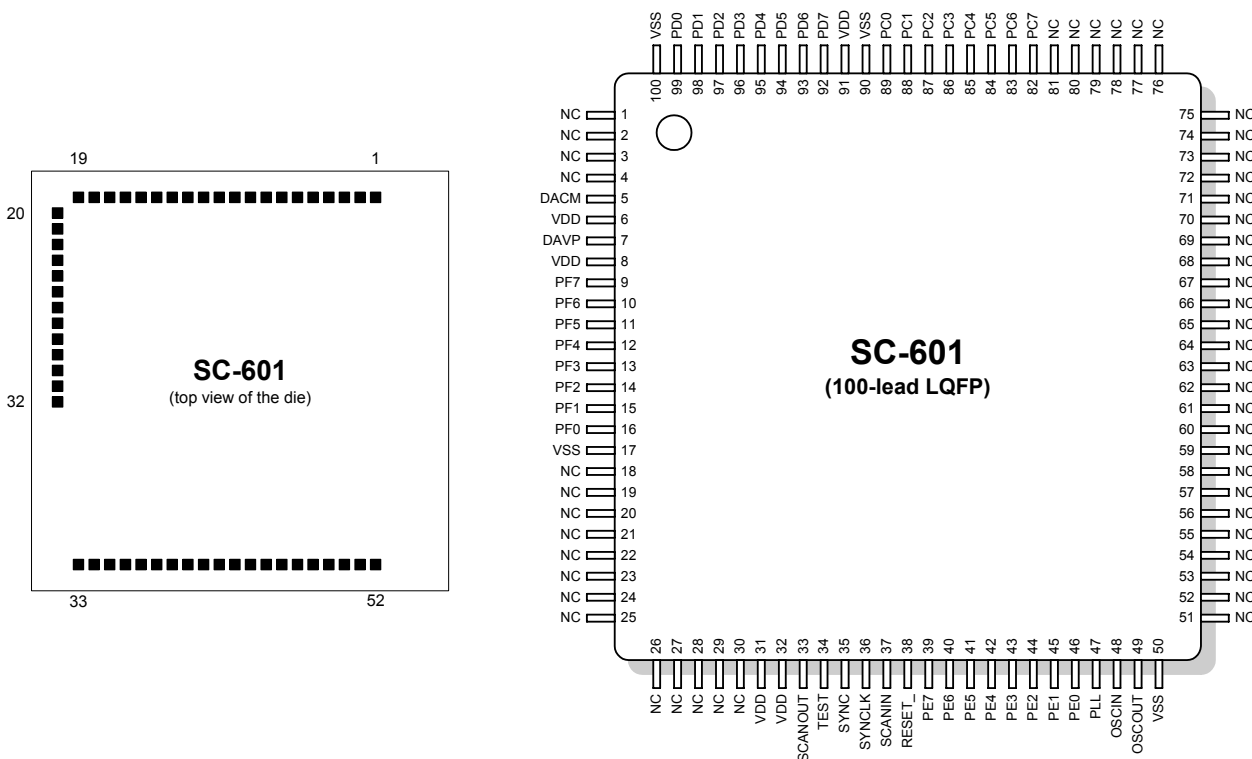 19 1
20
32
SC-601
(top view of the die)
33 52
VSS PD0 PD1 PD2 PD3 PD4 PD5 PD6 PD7 VDD VSS PC0 PC1 PC2 PC3 PC4 PC5 PC6 PC7 NC NC NC NC NC NC
100 99 98 97 96 95 94 93 92 91 90 89 88 87 86 85 84 83 82 81 80 79 78 77 76
NC 1 75 NC
NC 2 74 NC
NC 3 73 NC
NC 4 72 NC
DACM 5 71 NC
VDD 6 70 NC
DAVP 7 69 NC
VDD 8 68 NC
PF7 9 67 NC
PF6 10 66 NC
PF5 11 65 NC
PF4 12 64 NC
PF3 13 63 NC
PF2 14 62 NC
PF1 15 61 NC
PF0 16 60 NC
VSS 17 59 NC
NC 18 58 NC
NC 19 57 NC
NC 20 56 NC
NC 21 55 NC
NC 22 54 NC
NC 23 53 NC
NC 24 52 NC
NC 25 51 NC
SC-601
(100-lead LQFP)
26 27 28 29 30 31 32 33 34 35 36 37 38 39 40 41 42 43 44 45 46 47 48 49 50
NC NC NC NC NC VDD VDD SCANOUT TEST SYNC SYNCLK SCANIN RESET_ PE7 PE6 PE5 PE4 PE3 PE2 PE1 PE0 PLL OSCIN OSCOUT VSS